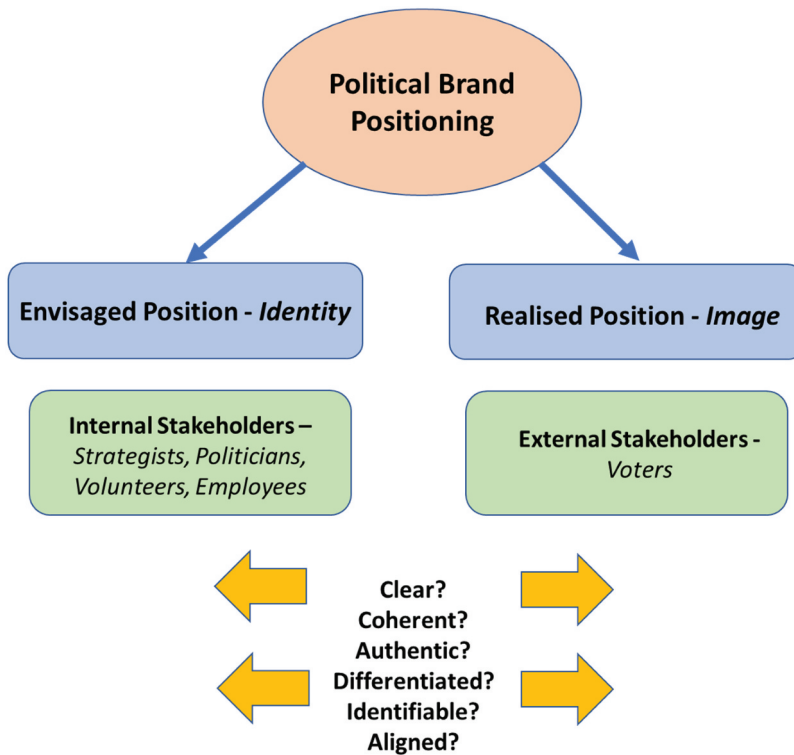 Political Brand
Positioning
Envisaged Position - Identity
Realised Position - Image
Internal Stakeholders –
Strategists, Politicians,
Volunteers, Employees
External Stakeholders -
Voters
Clear?
Coherent?
Authentic?
Differentiated?
Identifiable?
Aligned?